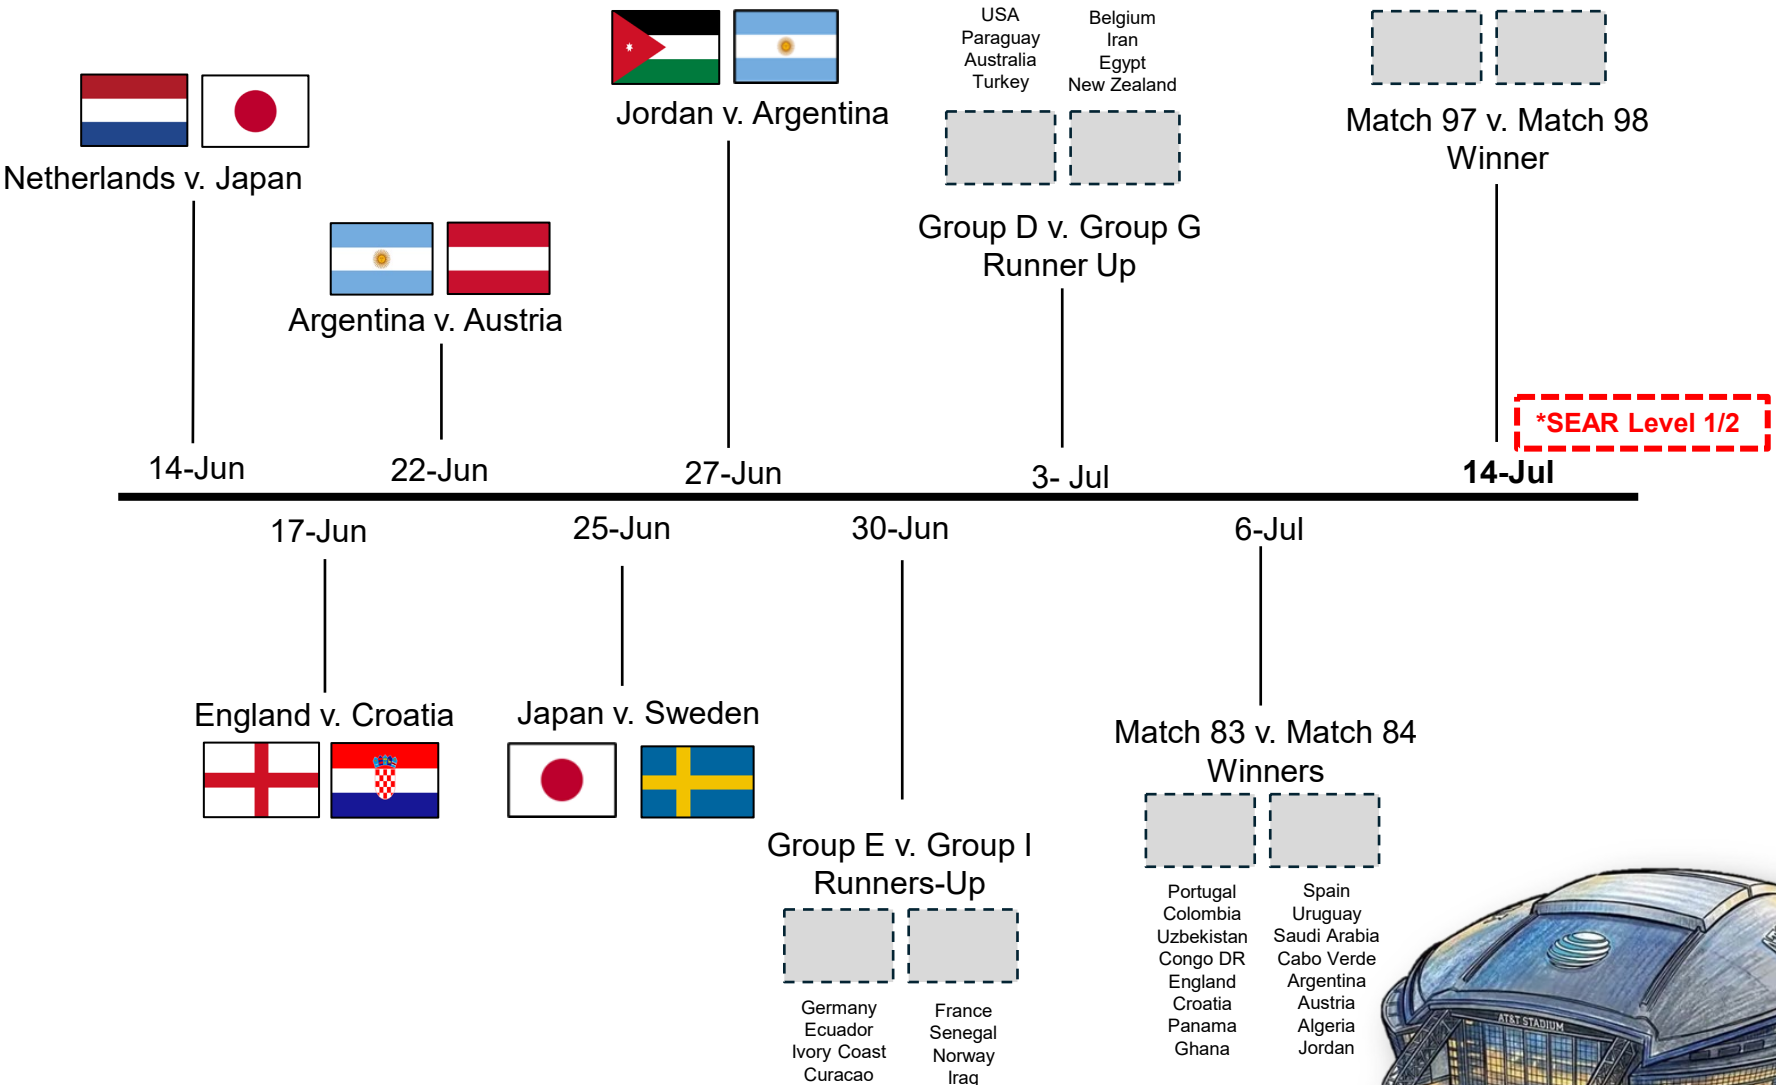 USA
Paraguay
Australia
Turkey
Belgium
Iran
Egypt
New Zealand
Jordan v. Argentina
Match 97 v. Match 98
Winner
Netherlands v. Japan
Group D v. Group G
Runner Up
Argentina v. Austria
*SEAR Level 1/2
14-Jun
22-Jun
27-Jun
3- Jul
14-Jul
17-Jun
25-Jun
30-Jun
6-Jul
England v. Croatia
Japan v. Sweden
Match 83 v. Match 84
Winners
Group E v. Group I
Runners-Up
Portugal
Colombia
Uzbekistan
Congo DR
England
Croatia
Panama
Ghana
Spain
Uruguay
Saudi Arabia
Cabo Verde
Argentina
Austria
Algeria
Jordan
Germany
Ecuador
Ivory Coast
Curacao
France
Senegal
Norway
Iraq
AT&T STADIUM